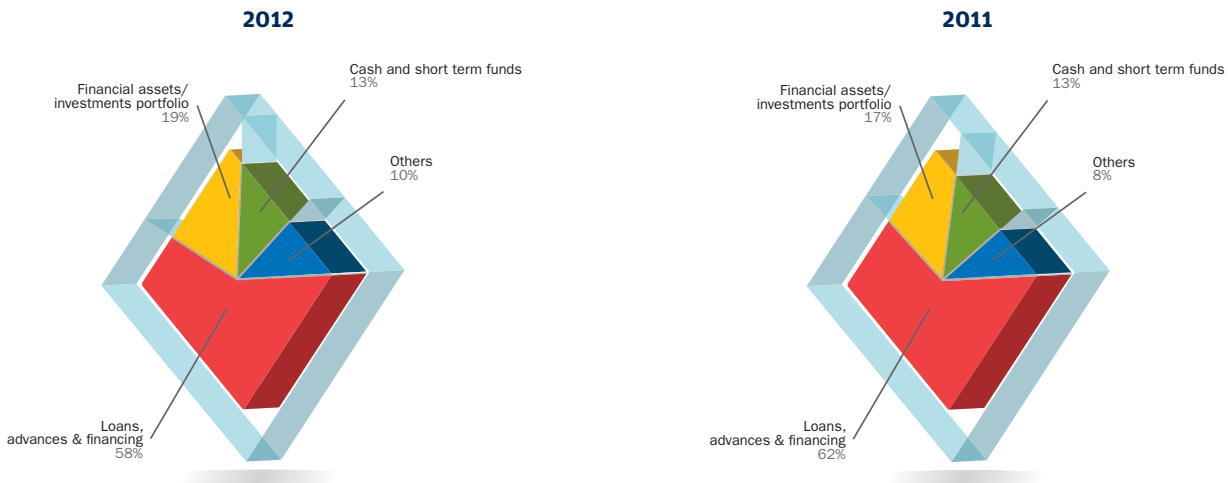 2012
Financial assets/
investments portfolio
19%
Cash and short term funds
13%
Others
10%
Loans,
advances & financing
58%
2011
Financial assets/
investments portfolio
17%
Cash and short term funds
13%
Others
8%
Loans,
advances & financing
62%